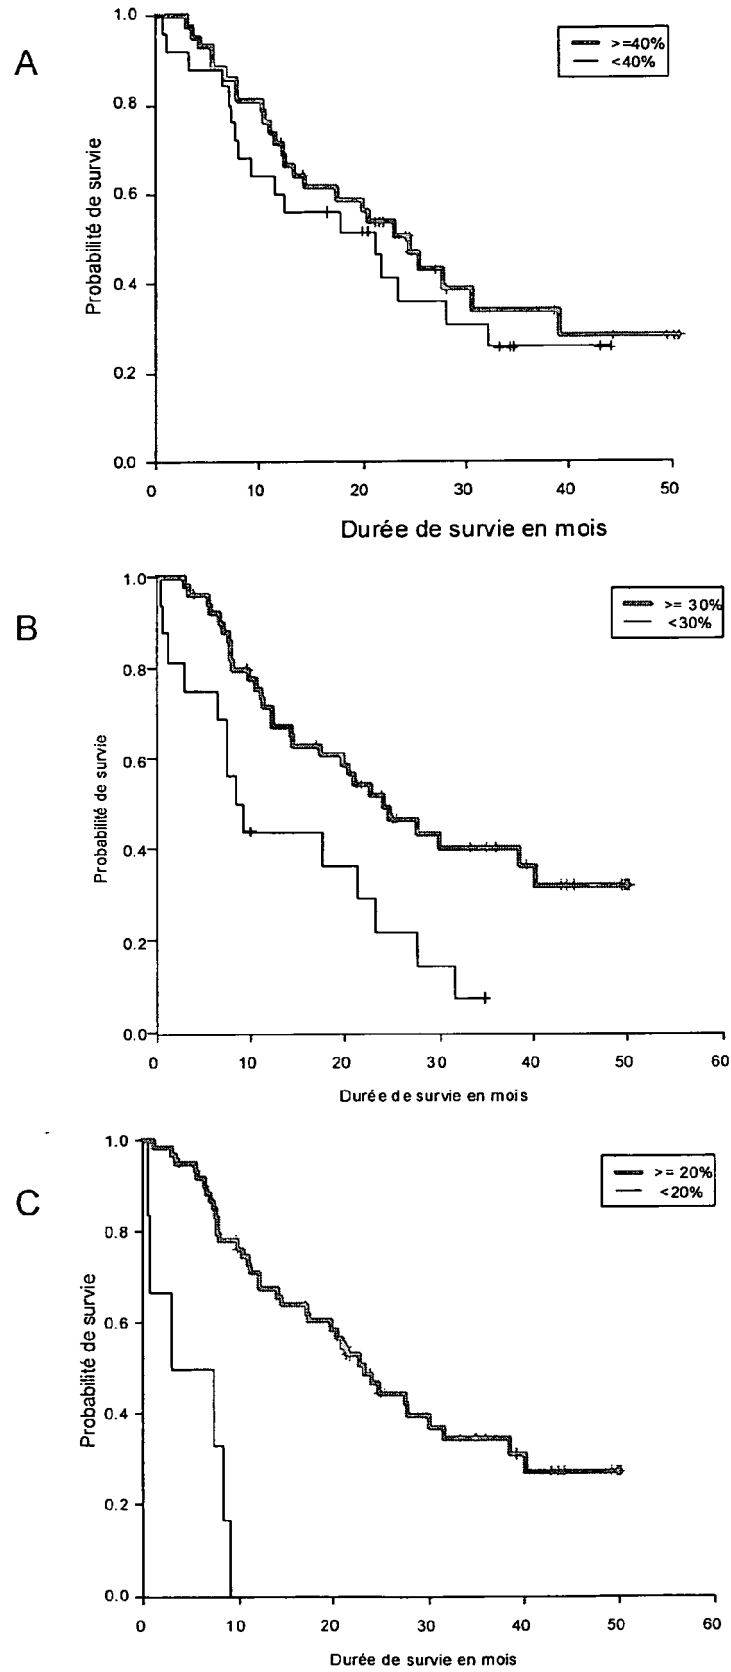 A
1.0
0.8
0.6
0.4
0.2
0.0
Probabilité de survie
>=40%
<40%
0 10 20 30 40 50
Durée de survie en mois
B
1.0
0.8
0.6
0.4
0.2
0.0
Probabilité de survie
>= 30%
<30%
0 10 20 30 40 50 60
Durée de survie en mois
C
1.0
0.8
0.6
0.4
0.2
0.0
Probabilité de survie
>= 20%
<20%
0 10 20 30 40 50 60
Durée de survie en mois